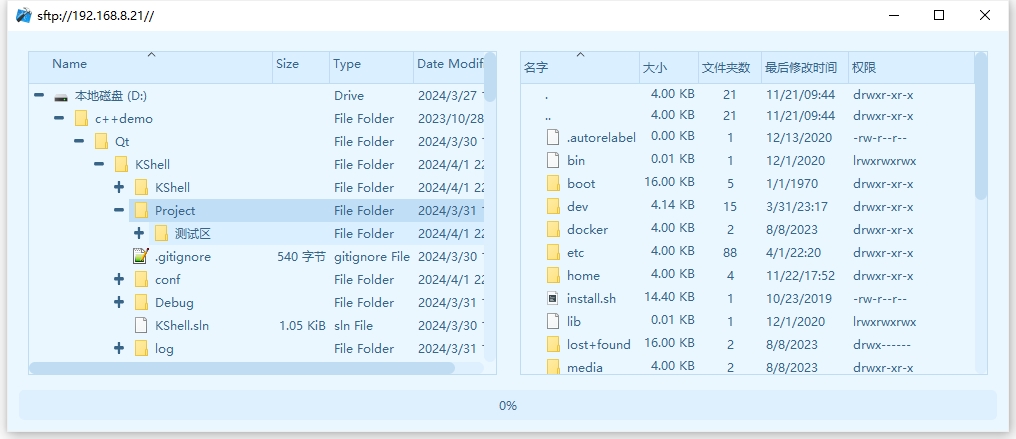 sftp://192.168.8.21//
Name Size Type Date Modif
本地磁盘 (D:) Drive 2024/3/27
c++demo File Folder 2023/10/28
Qt File Folder 2024/3/30
KShell File Folder 2024/4/1 22
KShell File Folder 2024/4/1 22
Project File Folder 2024/3/31
测试区 File Folder 2024/4/1 22
.gitignore 540 字节 gitignore File 2024/3/30
conf File Folder 2024/4/1 22
Debug File Folder 2024/3/31
KShell.sln 1.05 KiB sln File 2024/3/30
log File Folder 2024/3/31
名字 大小 文件夹数 最后修改时间 权限
. 4.00 KB 21 11/21/09:44 drwxr-xr-x
.. 4.00 KB 21 11/21/09:44 drwxr-xr-x
.autorelabel 0.00 KB 1 12/13/2020 -rw-r--r--
bin 0.01 KB 1 12/1/2020 lrwxrwxrwx
boot 16.00 KB 5 1/1/1970 drwxr-xr-x
dev 4.14 KB 15 3/31/23:17 drwxr-xr-x
docker 4.00 KB 2 8/8/2023 drwxr-xr-x
etc 4.00 KB 88 4/1/22:20 drwxr-xr-x
home 4.00 KB 4 11/22/17:52 drwxr-xr-x
install.sh 14.40 KB 1 10/23/2019 -rw-r--r--
lib 0.01 KB 1 12/1/2020 lrwxrwxrwx
lost+found 16.00 KB 2 8/8/2023 drwx------
media 4.00 KB 2 8/8/2023 drwxr-xr-x
0%